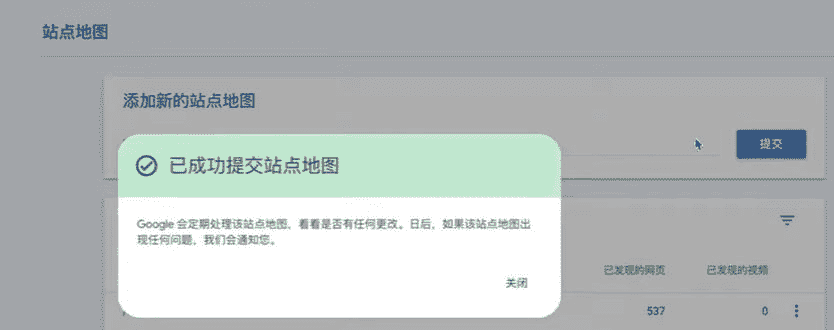 站点地图
添加新的站点地图
提交
已成功提交站点地图
Google 会定期处理该站点地图、看看是否有任何更改。日后、如果该站点地图出
现任何问题、我们会通知您。
关闭
已发现的网页 已发现的视频
537 0